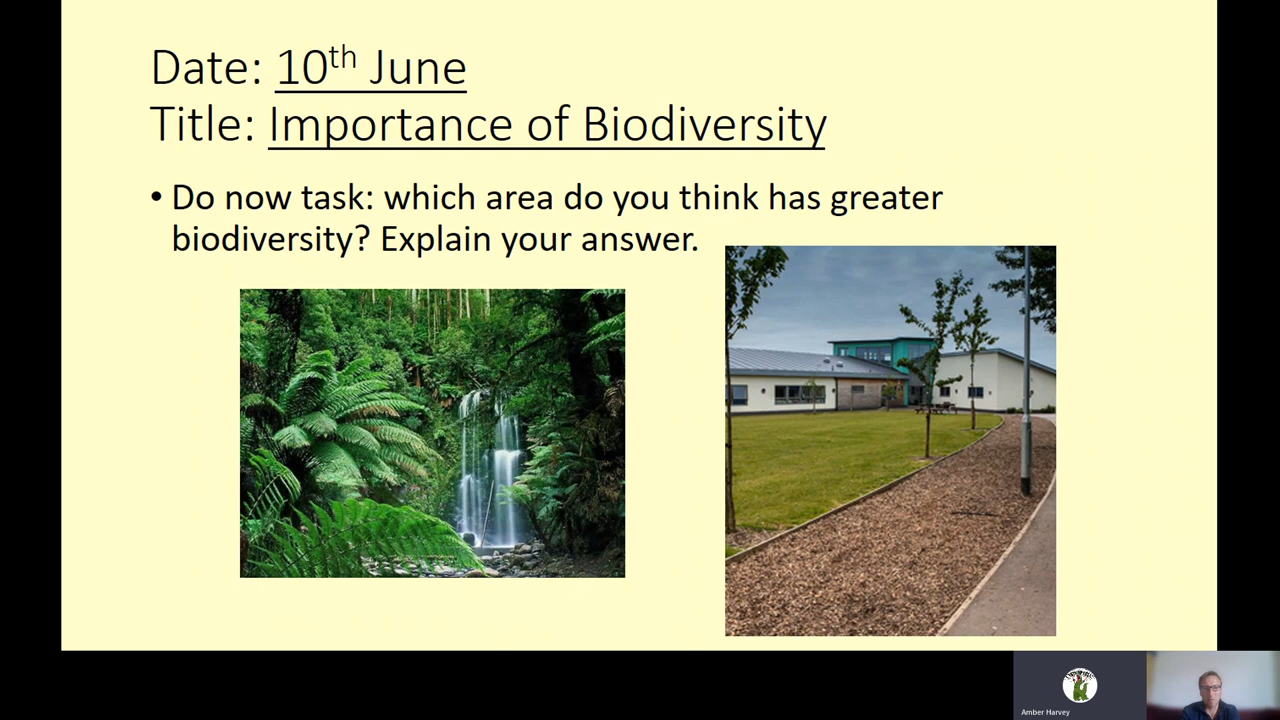 Date: 10th June
Title: Importance of Biodiversity
• Do now task: which area do you think has greater
biodiversity? Explain your answer.
Amber Harvey